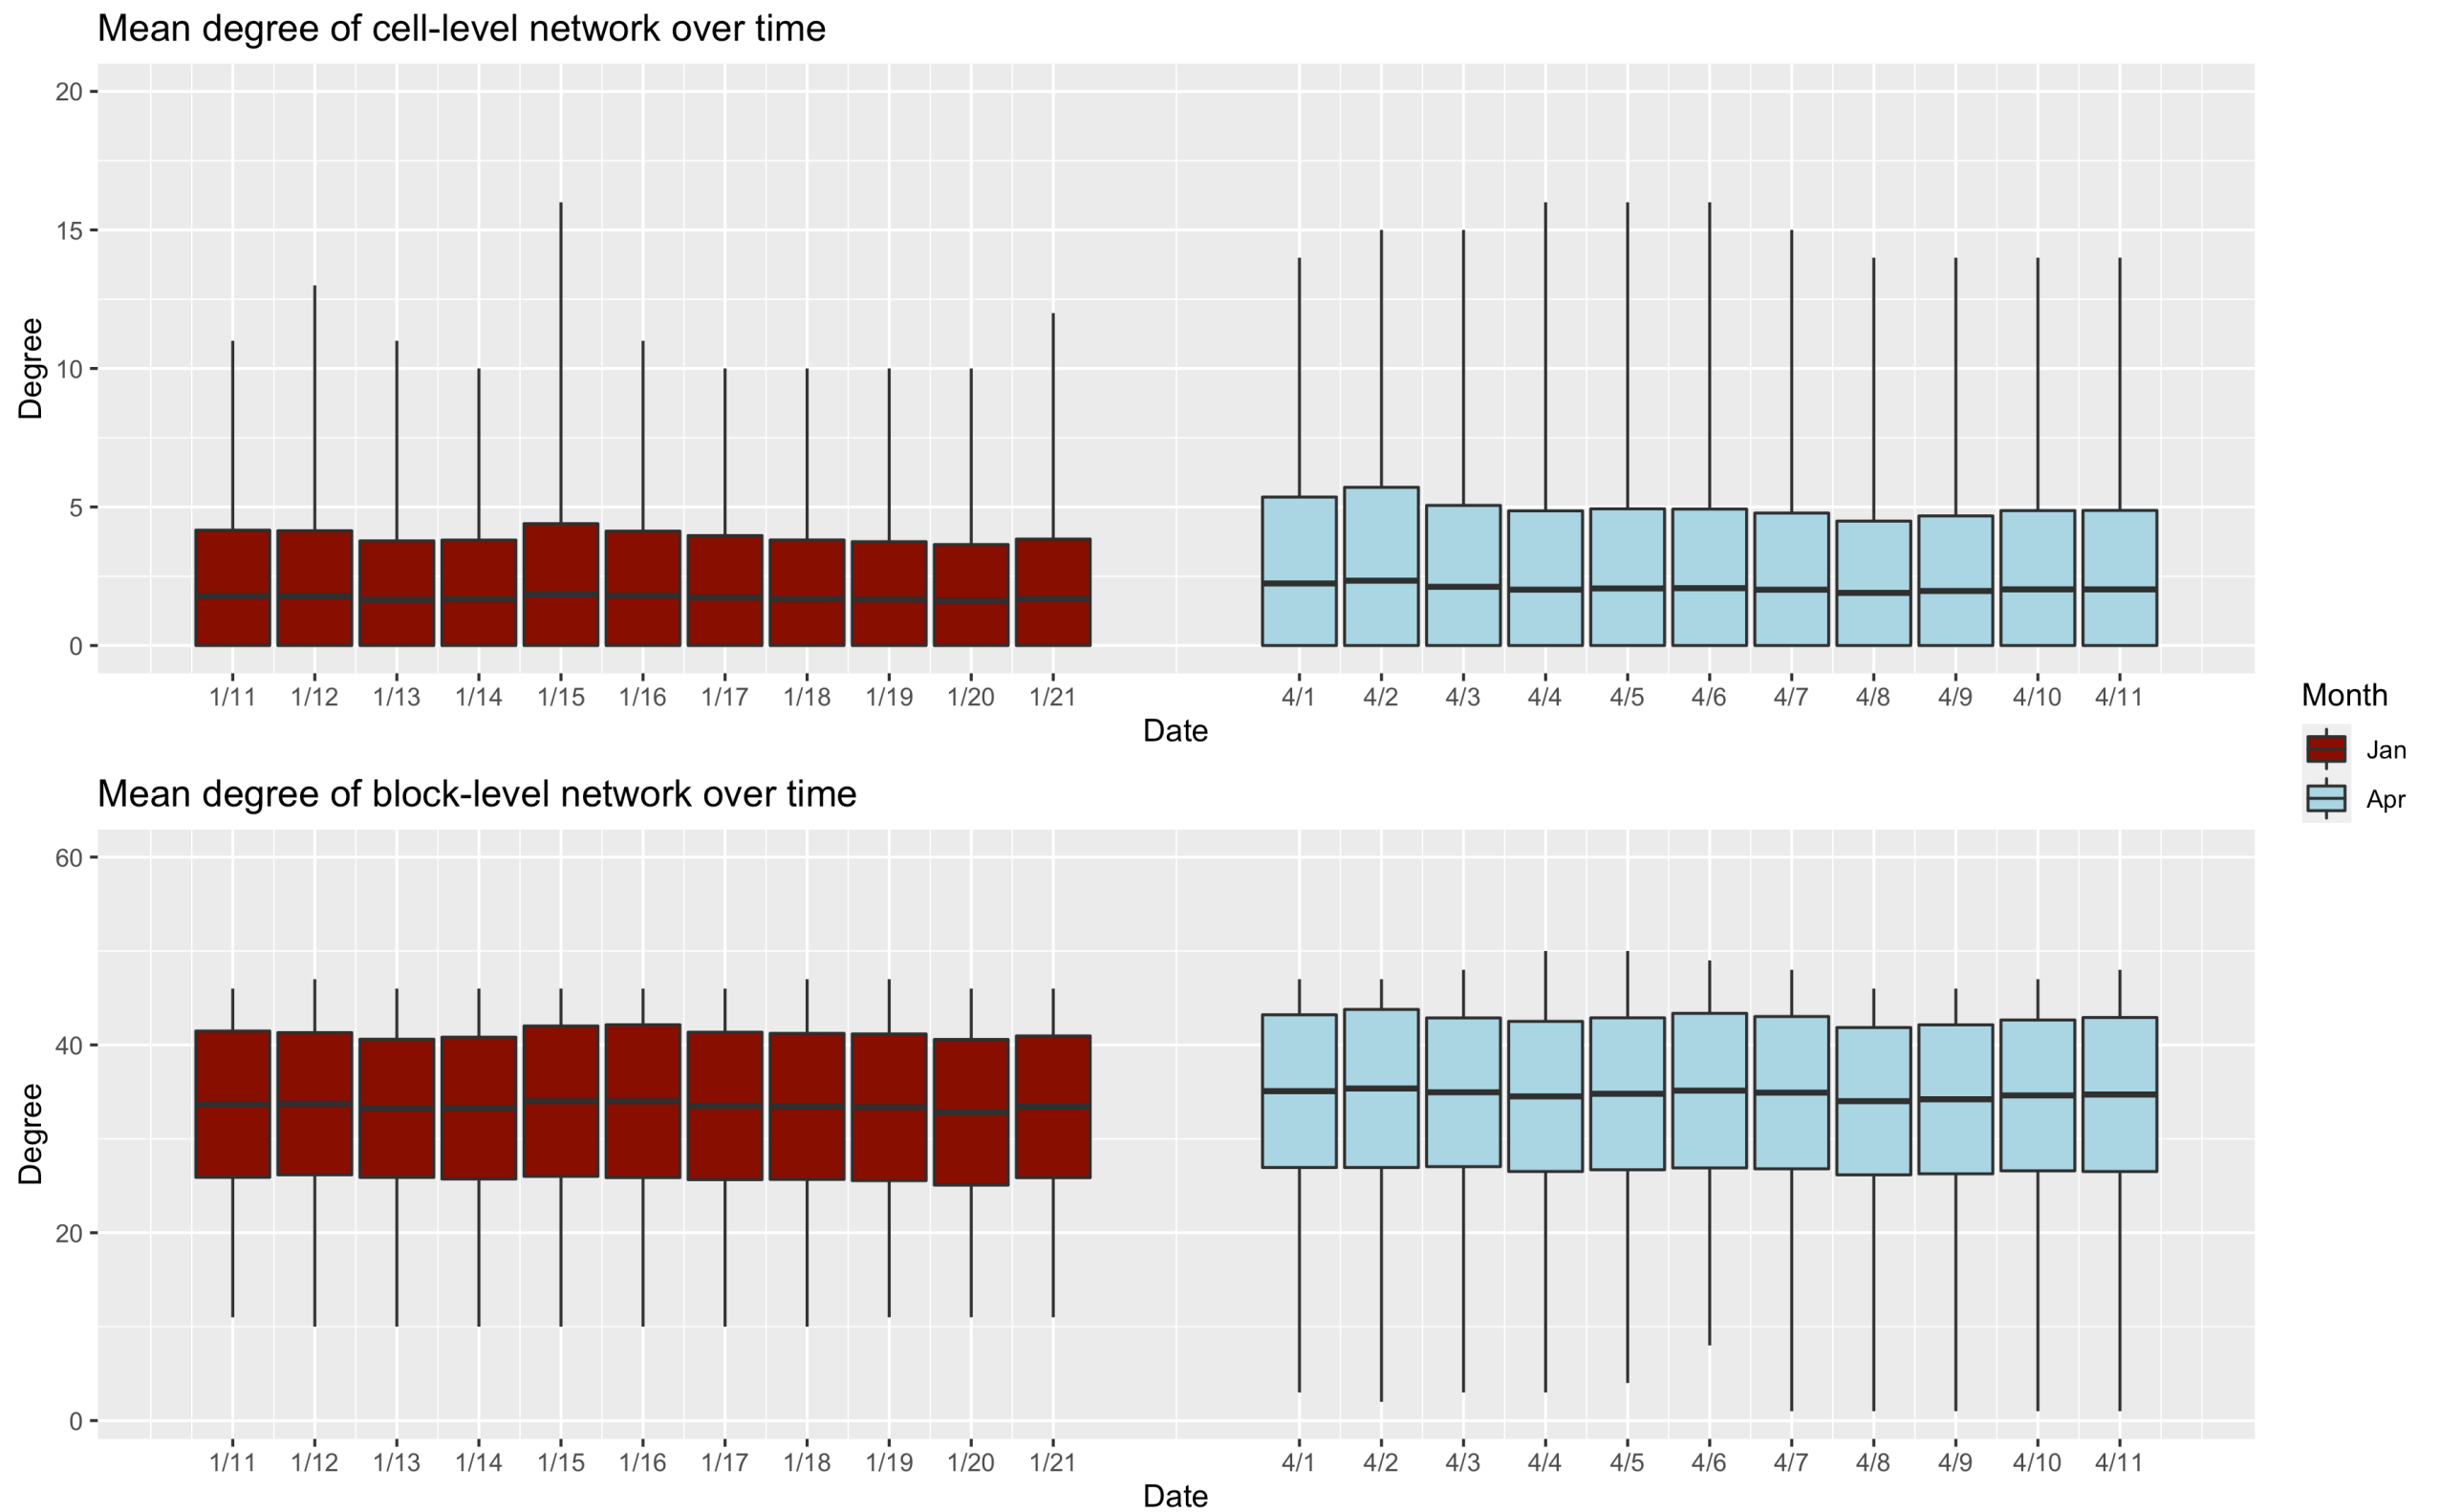 Mean degree of cell-level network over time
20
15
10
5
0
Degree
1/11 1/12 1/13 1/14 1/15 1/16 1/17 1/18 1/19 1/20 1/21 4/1 4/2 4/3 4/4 4/5 4/6 4/7 4/8 4/9 4/10 4/11
Date
Month
Jan
Apr
Mean degree of block-level network over time
60
40
20
0
Degree
1/11 1/12 1/13 1/14 1/15 1/16 1/17 1/18 1/19 1/20 1/21 4/1 4/2 4/3 4/4 4/5 4/6 4/7 4/8 4/9 4/10 4/11
Date